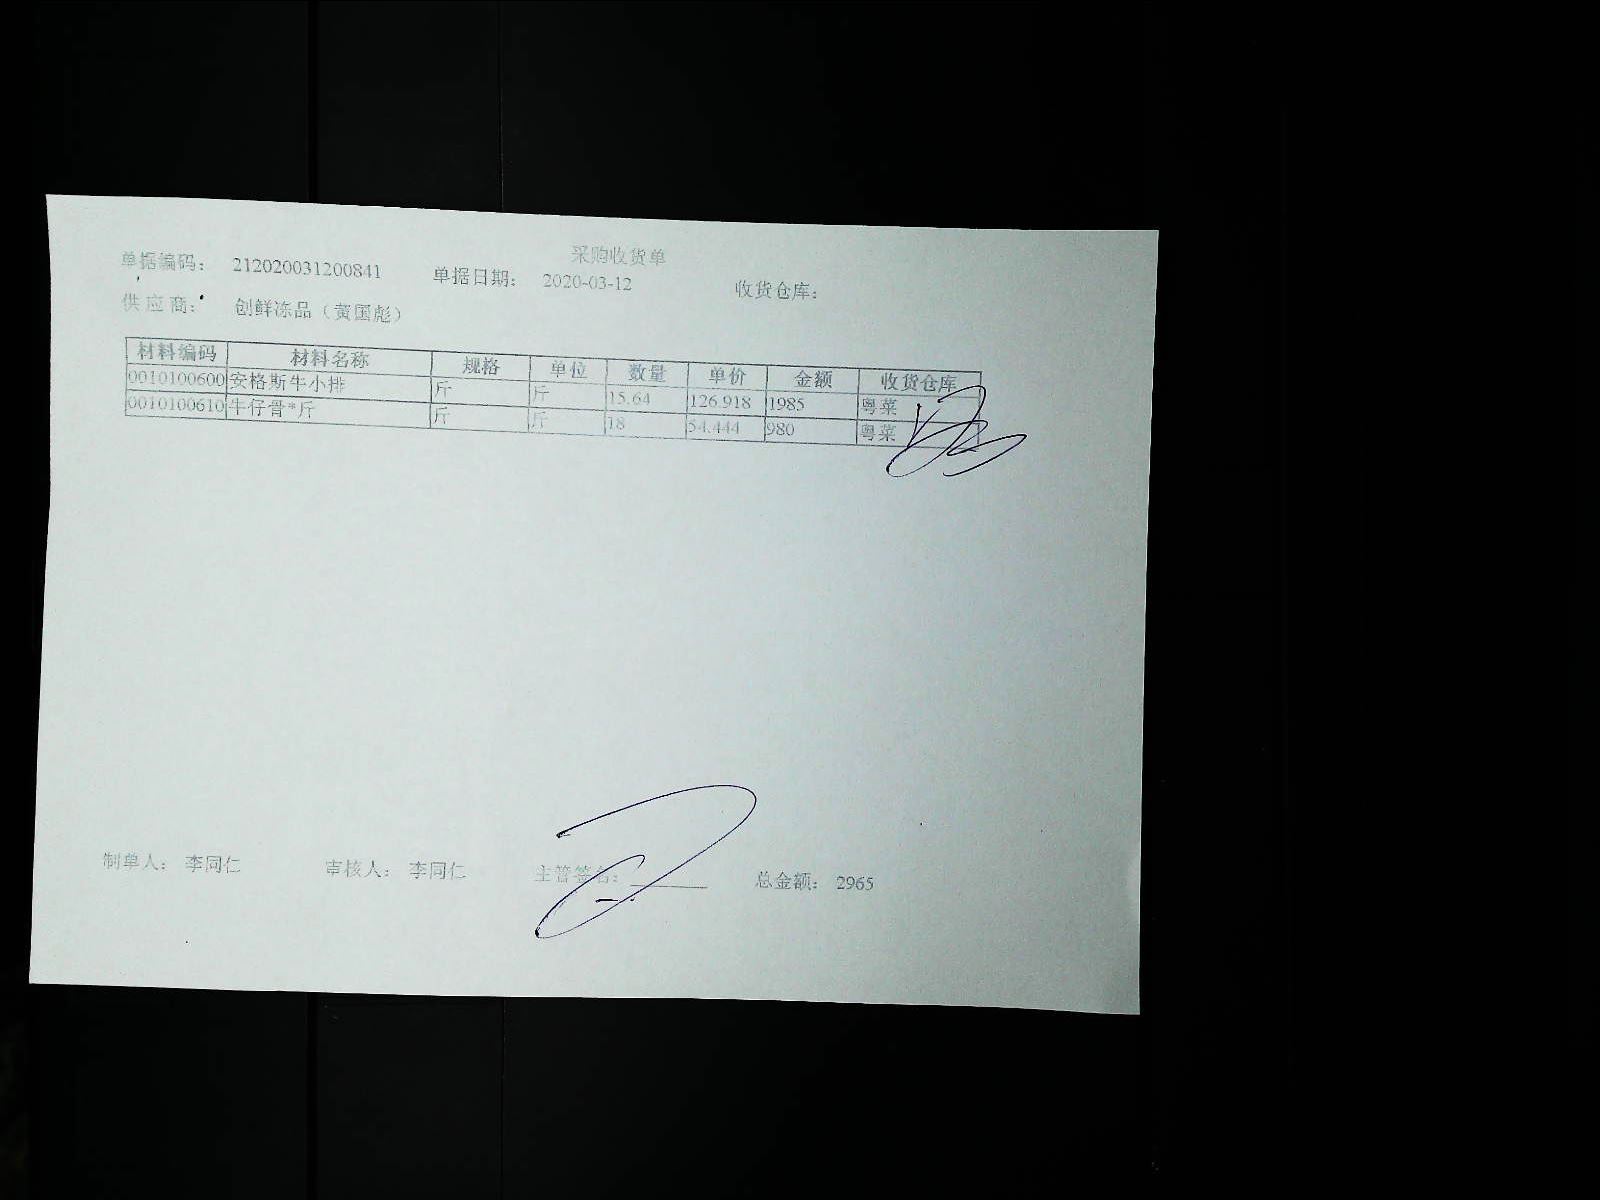 采购收货单
单据编码： 212020031200841 单据日期： 2020-03-12 收货仓库：
供应商： 创鲜冻品（黄国彪）
材料编码 材料名称 规格 单位 数量 单价 金额 收货仓库
0010100600 安格斯牛小排 斤 斤 15.64 126.918 1985 粤菜
0010100610 牛仔骨*斤 斤 斤 18 54.444 980 粤菜
制单人： 李同仁 审核人： 李同仁 主管签名： 总金额： 2965